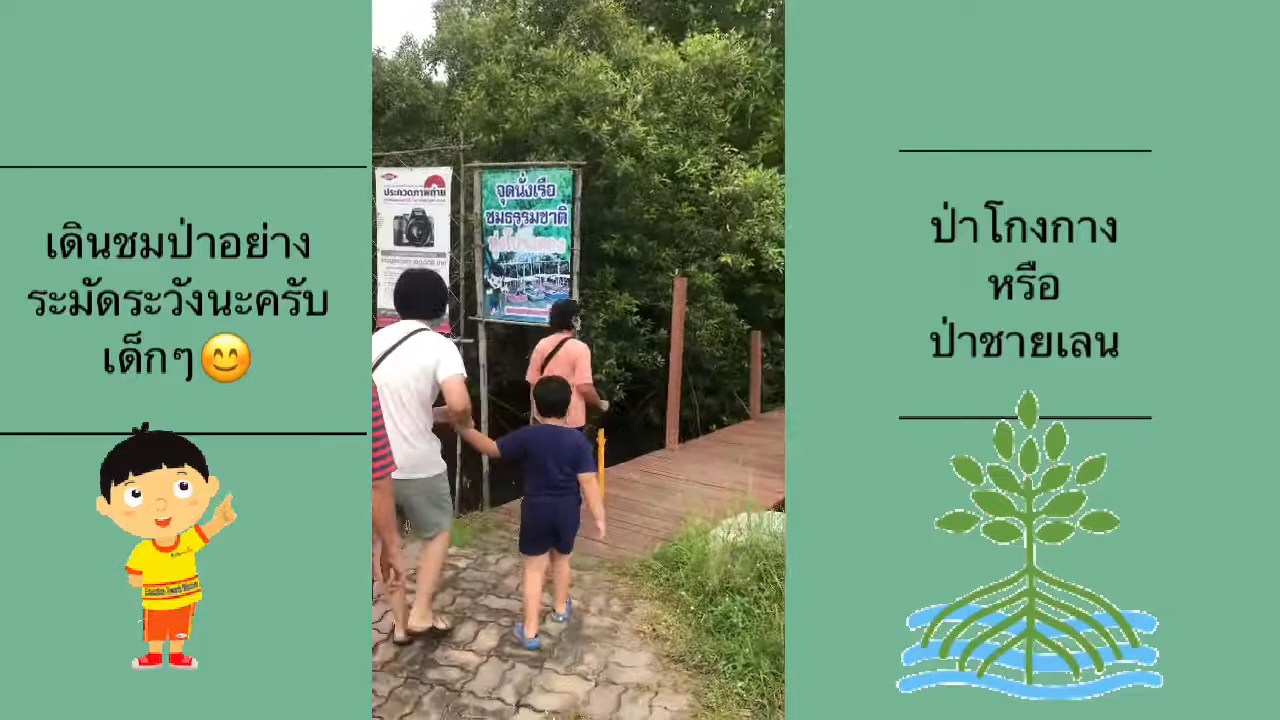 เดินชมป่าอย่าง
ระมัดระวังนะครับ
เด็กๆ😊
ประกวดภาพถ่าย
จุดนั่งเรือ
ชมธรรมชาติ
ป่าโกงกาง
หรือ
ป่าชายเลน